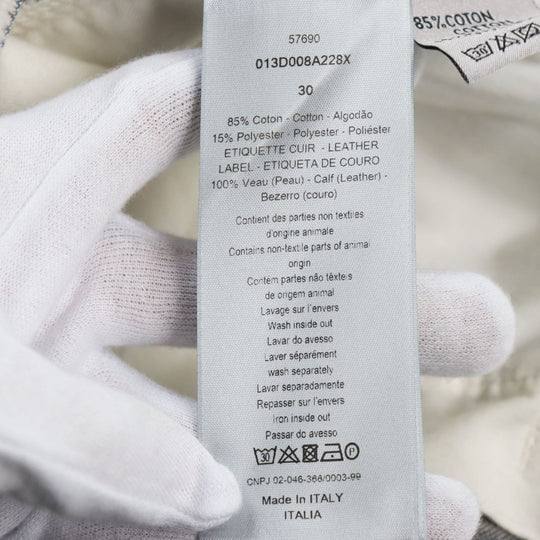 57690
013D008A228X
30
85% Coton - Cotton - Algodão
15% Polyester - Polyester - Poliéster
ETIQUETTE CUIR - LEATHER
LABEL - ETIQUETA DE COURO
100% Veau (Peau) - Calf (Leather) -
Bezerro (couro)
Contient des parties non textiles
d'origine animale
Contains non-textile parts of animal
origin
Contém partes não têxteis
de origem animal
Lavage sur l'envers
Wash inside out
Lavar do avesso
Laver séparément
wash separately
Lavar separadamente
Repasser sur l'envers
iron inside out
Passar do avesso
30 P
CNPJ 02-046-366/0003-99
Made In ITALY
ITALIA
85% COTON
COTTON
30